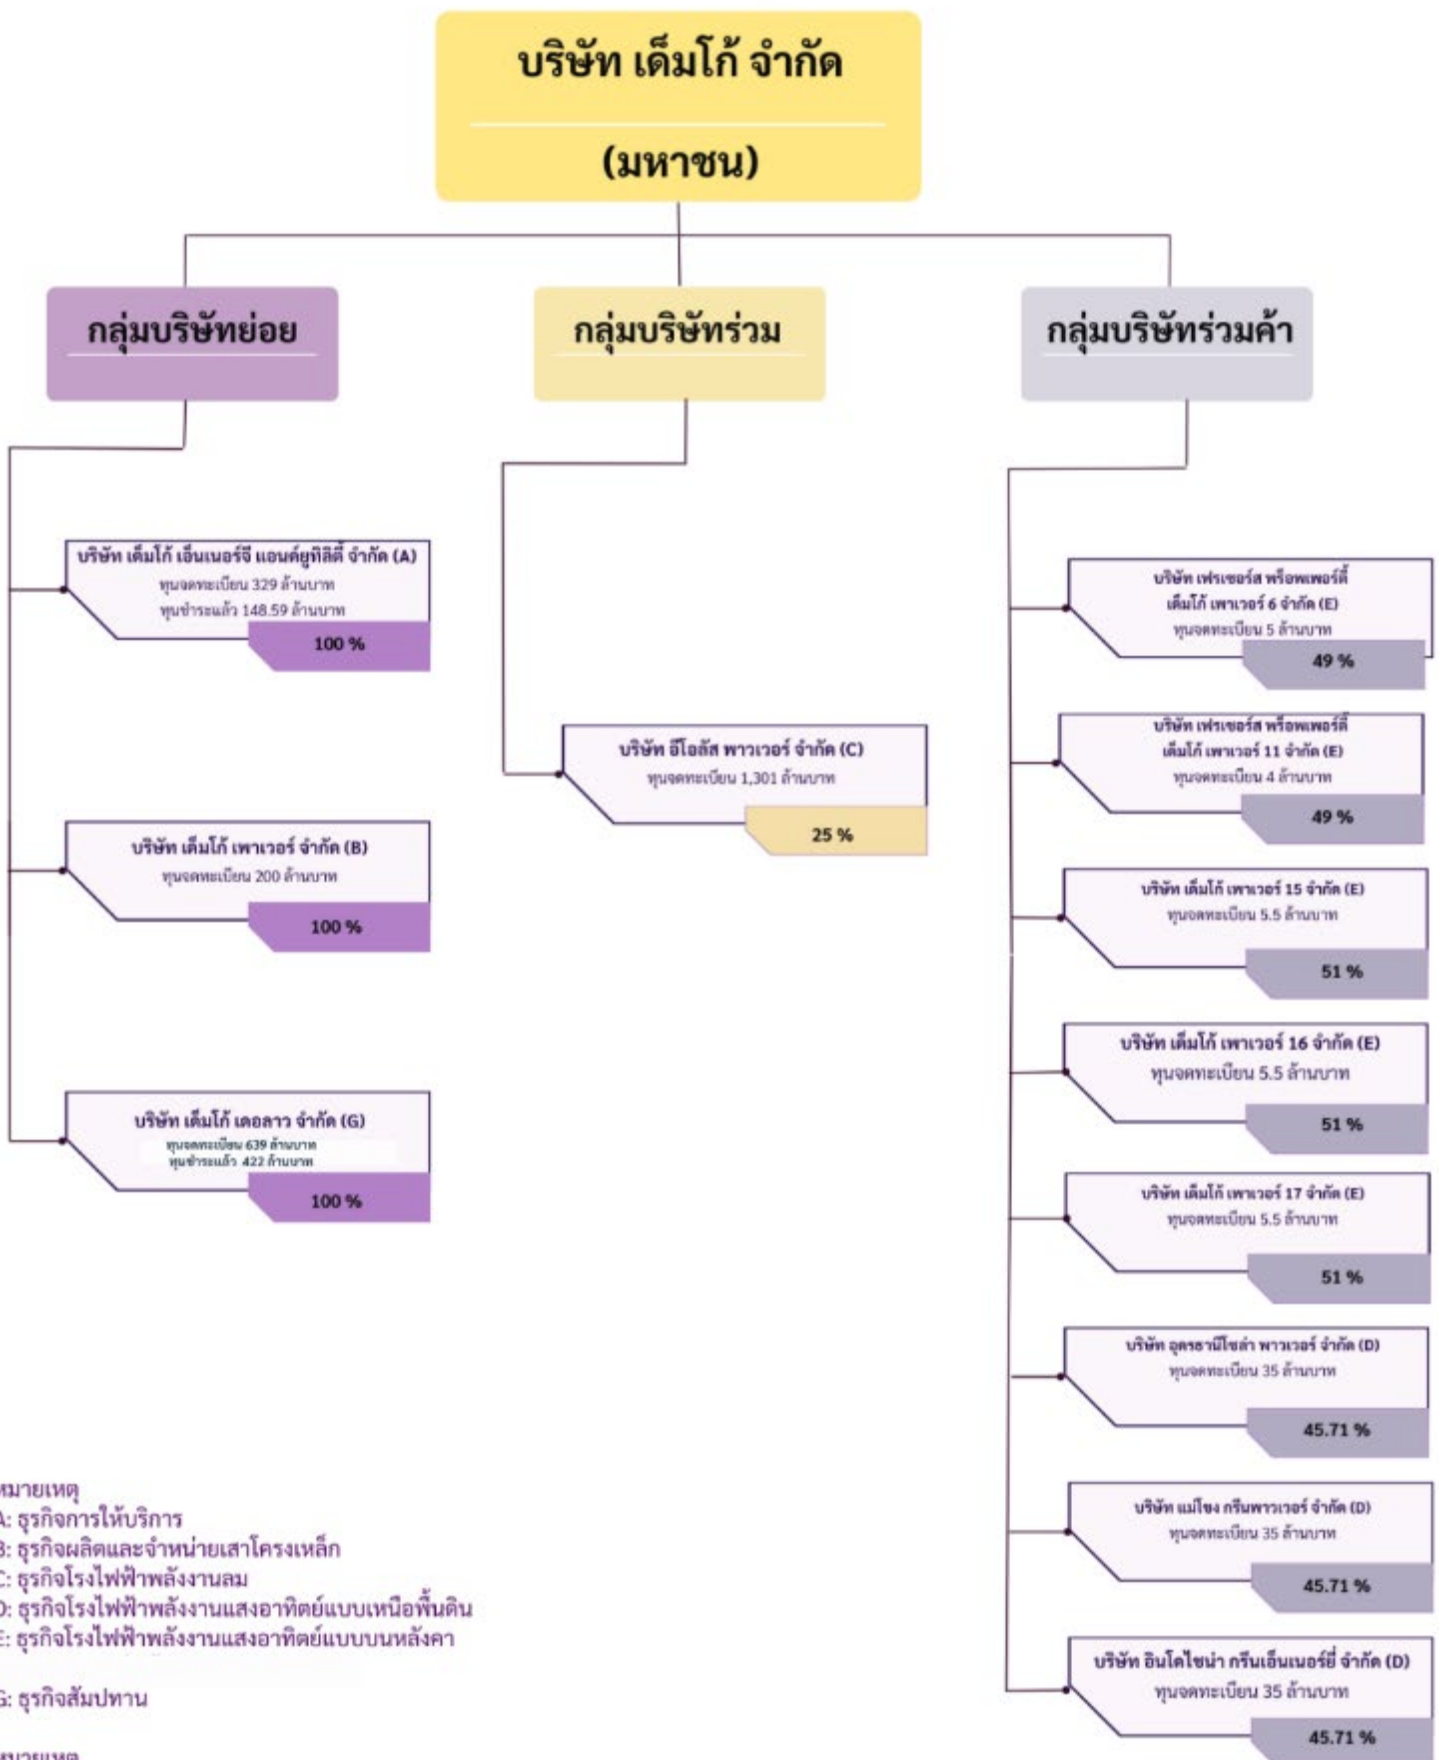 บริษัท เด็มโก้ จำกัด
(มหาชน)
กลุ่มบริษัทย่อย
บริษัท เด็มโก้ เอ็นเนอร์จี แอนด์ยูทิลิตี้ จำกัด (A)
ทุนจดทะเบียน 329 ล้านบาท
ทุนชำระแล้ว 148.59 ล้านบาท
100 %
บริษัท เด็มโก้ เพาเวอร์ จำกัด (B)
ทุนจดทะเบียน 200 ล้านบาท
100 %
บริษัท เด็มโก้ เดอลาว จำกัด (G)
ทุนจดทะเบียน 639 ล้านบาท
ทุนชำระแล้ว 422 ล้านบาท
100 %
กลุ่มบริษัทร่วม
บริษัท อีโอลัส พาวเวอร์ จำกัด (C)
ทุนจดทะเบียน 1,301 ล้านบาท
25 %
กลุ่มบริษัทร่วมค้า
บริษัท เฟรเซอร์ส พร็อพเพอร์ตี้
เด็มโก้ เพาเวอร์ 6 จำกัด (E)
ทุนจดทะเบียน 5 ล้านบาท
49 %
บริษัท เฟรเซอร์ส พร็อพเพอร์ตี้
เด็มโก้ เพาเวอร์ 11 จำกัด (E)
ทุนจดทะเบียน 4 ล้านบาท
49 %
บริษัท เด็มโก้ เพาเวอร์ 15 จำกัด (E)
ทุนจดทะเบียน 5.5 ล้านบาท
51 %
บริษัท เด็มโก้ เพาเวอร์ 16 จำกัด (E)
ทุนจดทะเบียน 5.5 ล้านบาท
51 %
บริษัท เด็มโก้ เพาเวอร์ 17 จำกัด (E)
ทุนจดทะเบียน 5.5 ล้านบาท
51 %
บริษัท อุดรธานีโซล่า พาวเวอร์ จำกัด (D)
ทุนจดทะเบียน 35 ล้านบาท
45.71 %
บริษัท แม่โขง กรีนพาวเวอร์ จำกัด (D)
ทุนจดทะเบียน 35 ล้านบาท
45.71 %
บริษัท อินโดไชน่า กรีนเอ็นเนอร์ยี่ จำกัด (D)
ทุนจดทะเบียน 35 ล้านบาท
45.71 %
หมายเหตุ
A: ธุรกิจการให้บริการ
B: ธุรกิจผลิตและจำหน่ายเสาโครงเหล็ก
C: ธุรกิจโรงไฟฟ้าพลังงานลม
D: ธุรกิจโรงไฟฟ้าพลังงานแสงอาทิตย์แบบเหนือพื้นดิน
E: ธุรกิจโรงไฟฟ้าพลังงานแสงอาทิตย์แบบบนหลังคา
G: ธุรกิจสัมปทาน
หมายเหตุ